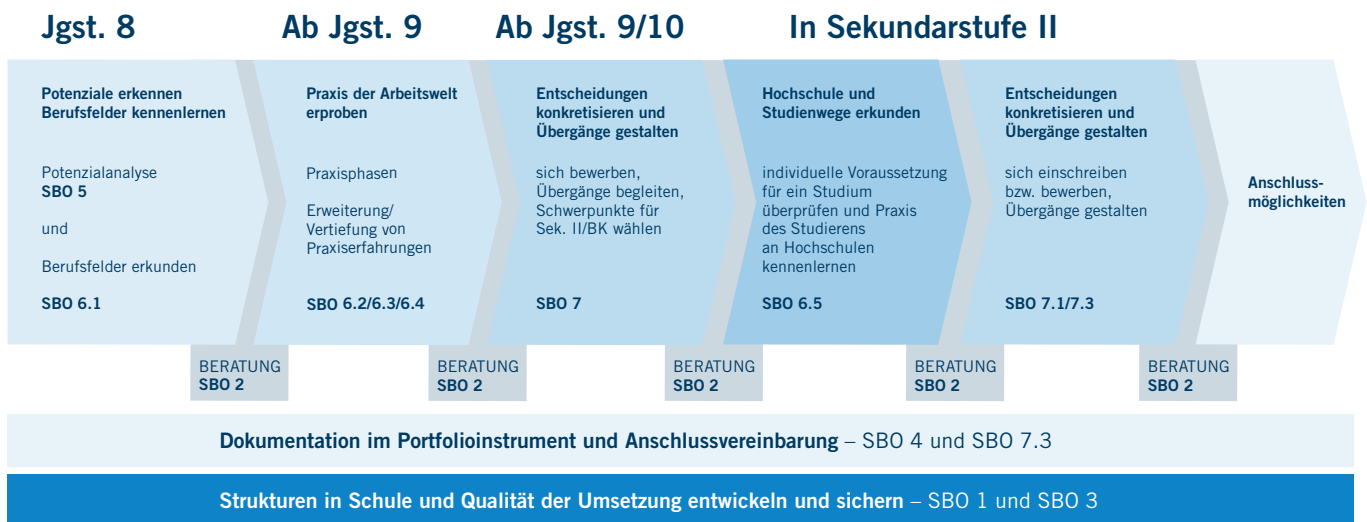 Jgst. 8
Ab Jgst. 9
Ab Jgst. 9/10
In Sekundarstufe II
Potenziale erkennen
Berufsfelder kennenlernen
Potenzialanalyse
SBO 5
und
Berufsfelder erkunden
SBO 6.1
Praxis der Arbeitswelt
erproben
Praxisphasen
Erweiterung/
Vertiefung von
Praxiserfahrungen
SBO 6.2/6.3/6.4
Entscheidungen
konkretisieren und
Übergänge gestalten
sich bewerben,
Übergänge begleiten,
Schwerpunkte für
Sek. II/BK wählen
SBO 7
Hochschule und
Studienwege erkunden
individuelle Voraussetzung
für ein Studium
überprüfen und Praxis
des Studierens
an Hochschulen
kennenlernen
SBO 6.5
Entscheidungen
konkretisieren und
Übergänge gestalten
sich einschreiben
bzw. bewerben,
Übergänge gestalten
SBO 7.1/7.3
Anschluss-
möglichkeiten
BERATUNG
SBO 2
BERATUNG
SBO 2
BERATUNG
SBO 2
BERATUNG
SBO 2
BERATUNG
SBO 2
Dokumentation im Portfolioinstrument und Anschlussvereinbarung – SBO 4 und SBO 7.3
Strukturen in Schule und Qualität der Umsetzung entwickeln und sichern – SBO 1 und SBO 3